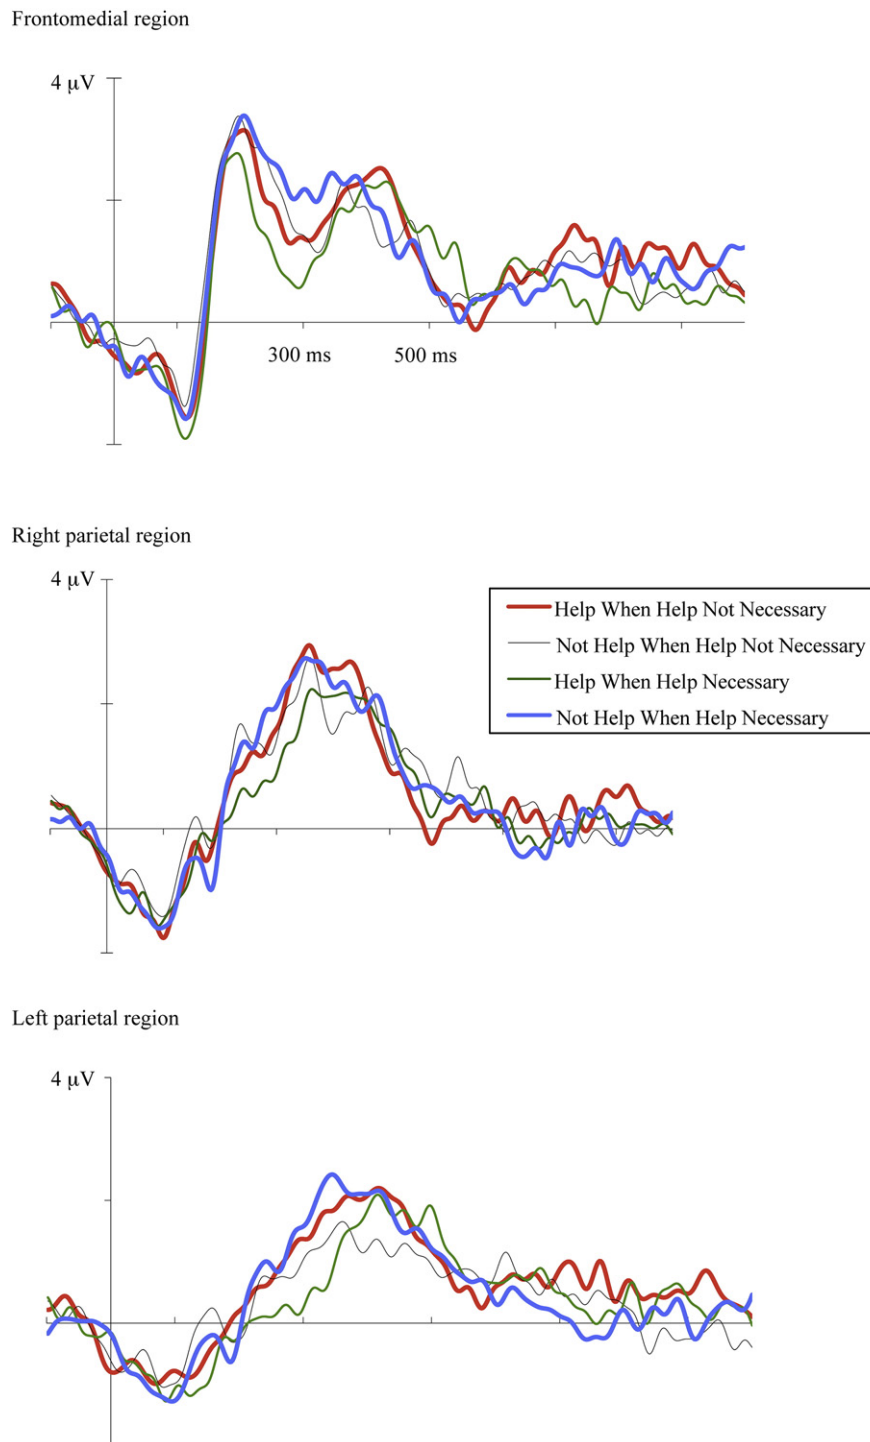 Frontomedial region
4 μV
300 ms 500 ms
Right parietal region
4 μV
Help When Help Not Necessary
Not Help When Help Not Necessary
Help When Help Necessary
Not Help When Help Necessary
Left parietal region
4 μV